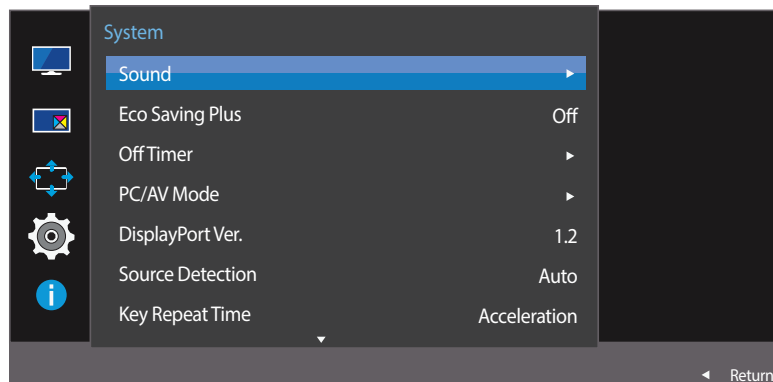 System
Sound
Eco Saving Plus Off
Off Timer
PC/AV Mode
DisplayPort Ver. 1.2
Source Detection Auto
Key Repeat Time Acceleration
Return